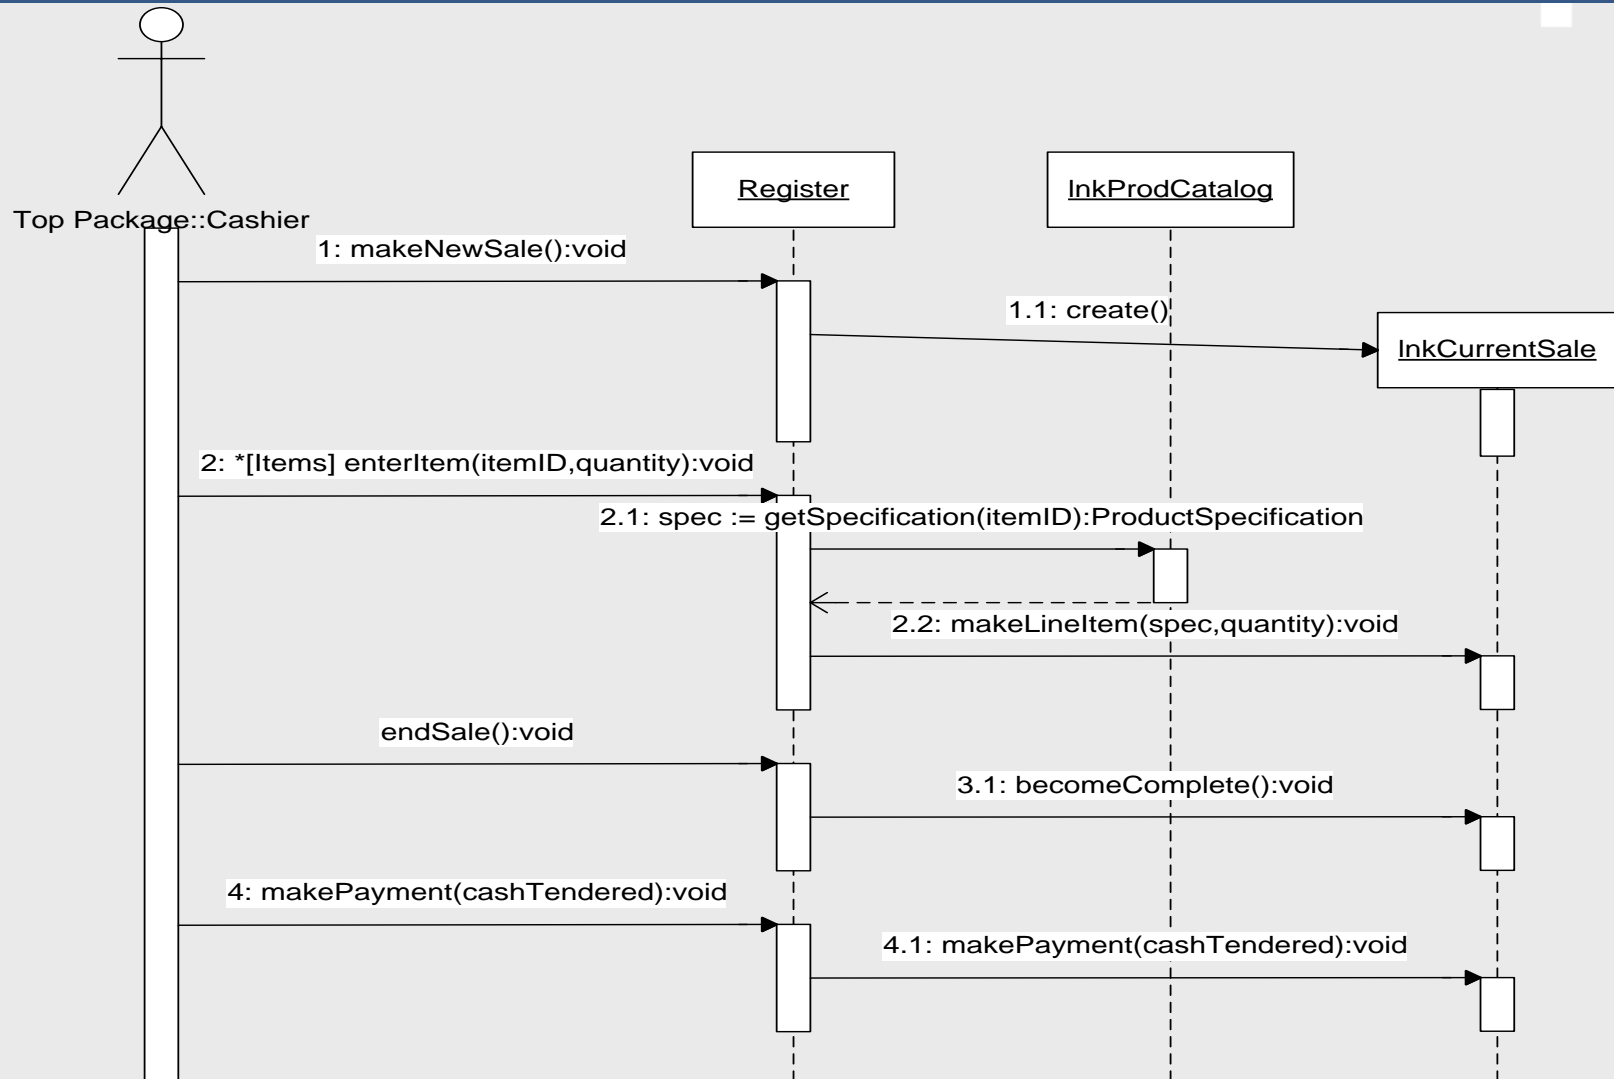 Top Package::Cashier
Register
lnkProdCatalog
1: makeNewSale():void
1.1: create()
lnkCurrentSale
2: *[Items] enterItem(itemID,quantity):void
2.1: spec := getSpecification(itemID):ProductSpecification
2.2: makeLineItem(spec,quantity):void
endSale():void
3.1: becomeComplete():void
4: makePayment(cashTendered):void
4.1: makePayment(cashTendered):void